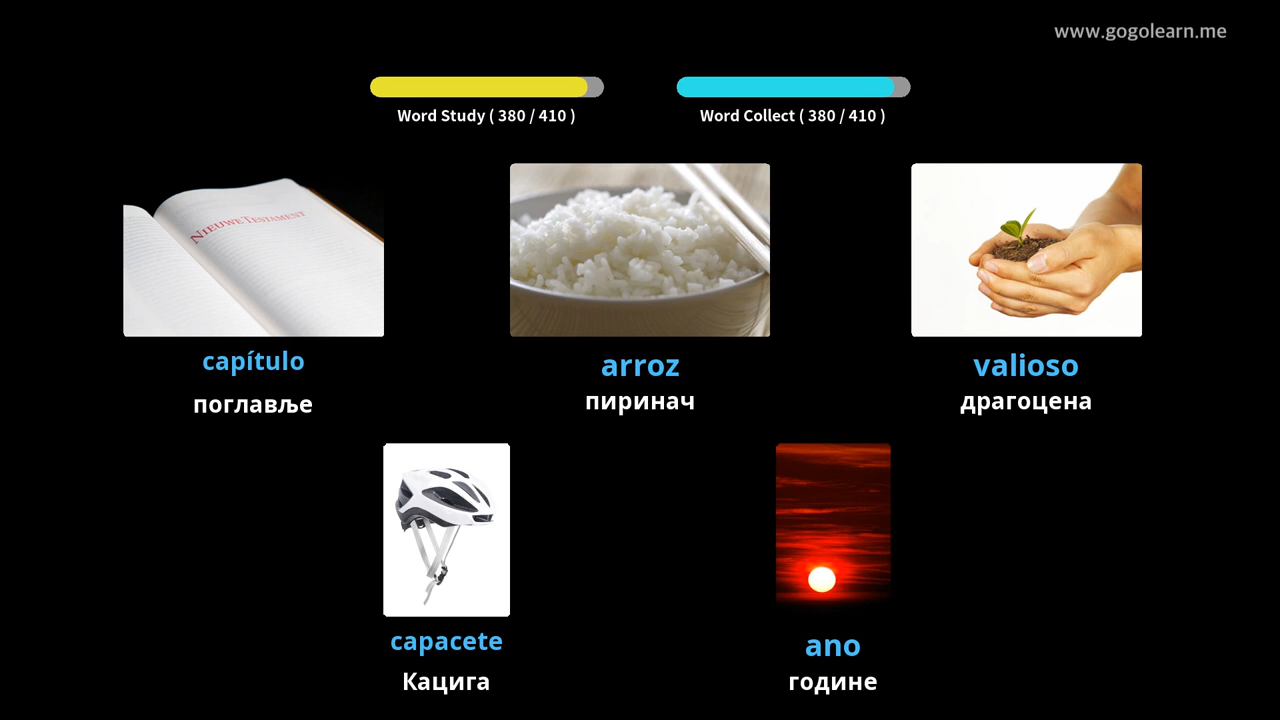 www.gogolearn.me
Word Study ( 380 / 410 )
Word Collect ( 380 / 410 )
NIEUWE TESTAMENT
capítulo
поглавље
arroz
пиринач
valioso
драгоцена
capacete
Кацига
ano
године